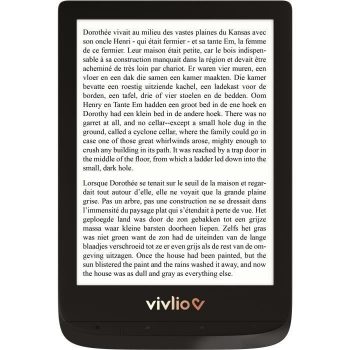 Dorothée vivait au milieu des vastes plaines du Kansas avec
son oncle Henri - qui était fermier - et sa tante Em, la femme
de ce fermier. Leur maison était petite, car le bois indispen-
sable à sa construction manquait dans la région et devait être
acheminé de très loin par chariot. Er waren vier muren, een
vloer en een dak die samen een kamer maakten. Die kamer
bevatte een roestig uitziende kachel, een ladekast voor de
borden, een tafel, drie of vier stoelen en de bedden. Oom
Henry en Tante Em hadden een groot bed in de ene hoek en
Dorothy had een klein bed in de andere hoek. There was no
garret at all, and no cellar--except a small hole dug in the
ground, called a cyclone cellar, where the family could go in
case one of those great whirlwinds arose, mighty enough to
crush any building in its path. It was reached by a trap door in
the middle of the floor, from which a ladder led down into the
small, dark hole.
Lorsque Dorothée se tenait sur le seuil de la maison et regar-
dait tout autour d'elle, elle ne voyait que la grande plaine
grise. Pas un arbre, pas une construction ne se dressait dans
l'immensité du paysage plat qui s'étendait à perte de vue. Het
geploegde land was door de zon gebakken tot een grijze
massa waar kleine barsten doorheen liepen. Zelfs het gras
was niet groen want de zon had de uiteinden van de lange
blaadjes verschroeid tot ze er even grijs als de rest van de om-
geving uitzagen. Once the house had been painted, but the
sun blistered the paint and the rains washed it away, and now
the house was as dull and gray as everything else.
vivlio